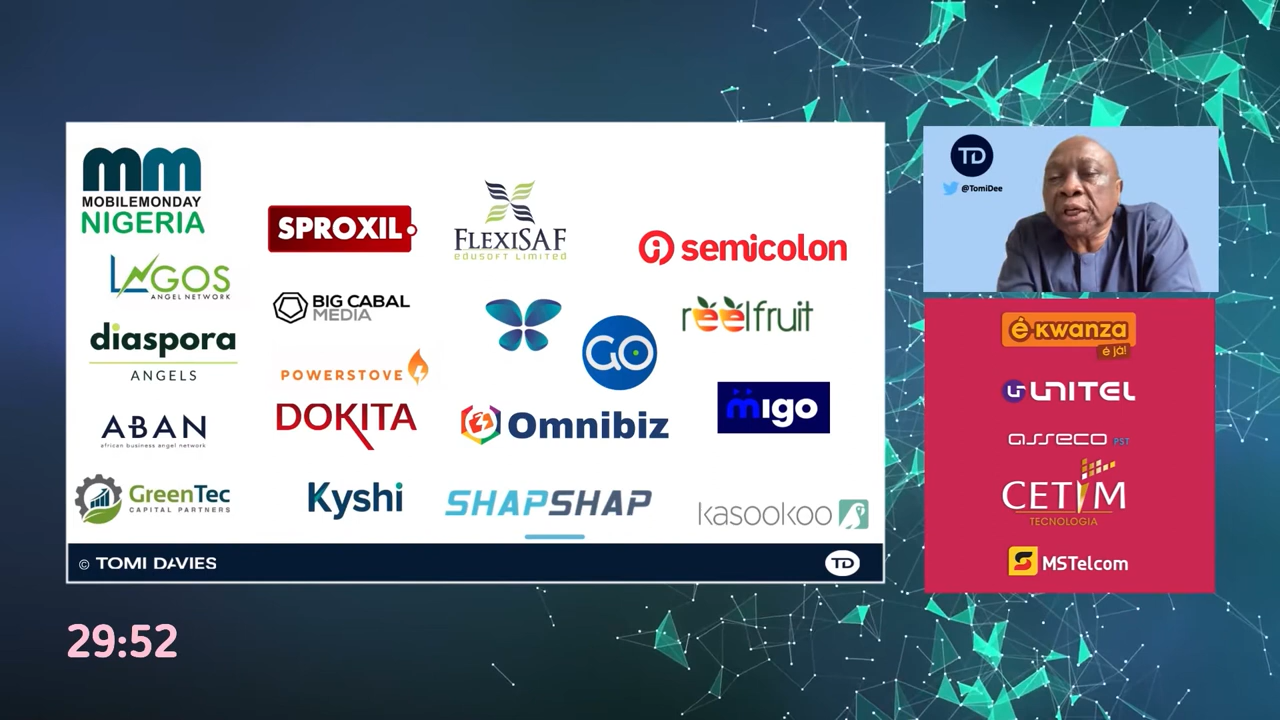 mm
MOBILEMONDAY
NIGERIA
LAGOS
ANGEL NETWORK
diaspora
ANGELS
ABAN
african business angel network
GreenTec
CAPITAL PARTNERS
SPROXIL
BIG CABAL
MEDIA
POWERSTOVE
DOKITA
Kyshi
FLEXISAF
EDUSOFT LIMITED
GO
Omnibiz
SHAPSHAP
semicolon
reelfruit
migo
kasookoo
© TOMI DAVIES
TD
TD
@TomiDee
é-kwanza
é já!
UNITEL
asseco PST
CETIM
TECNOLOGIA
S MSTelcom
29:52